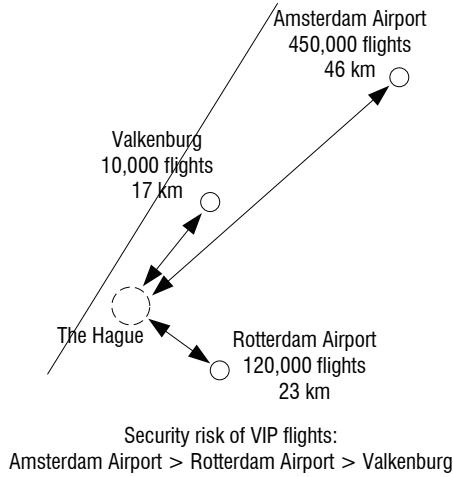 Amsterdam Airport
450,000 flights
46 km
Valkenburg
10,000 flights
17 km
The Hague
Rotterdam Airport
120,000 flights
23 km
Security risk of VIP flights:
Amsterdam Airport > Rotterdam Airport > Valkenburg